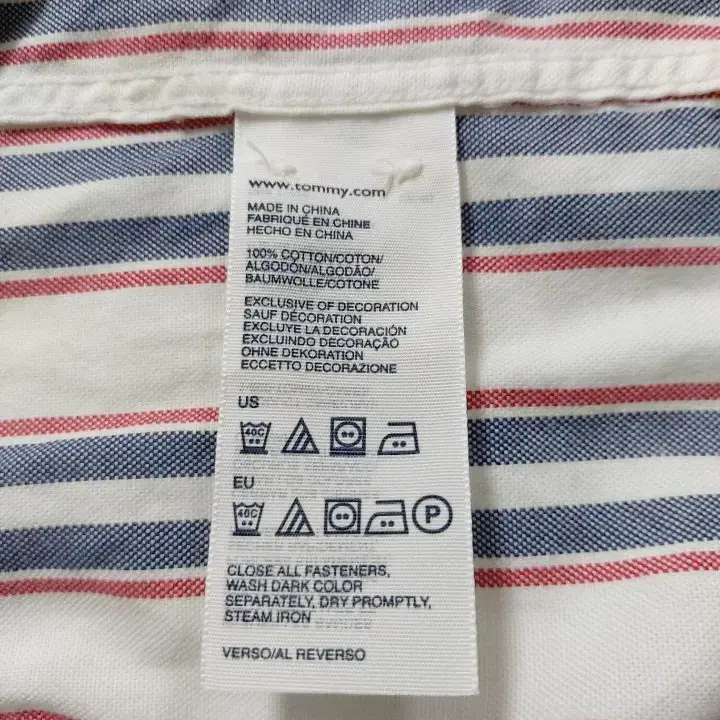 www.tommy.com
MADE IN CHINA
FABRIQUÉ EN CHINE
HECHO EN CHINA
100% COTTON/COTON/
ALGODÓN/ALGODÃO/
BAUMWOLLE/COTONE
EXCLUSIVE OF DECORATION
SAUF DÉCORATION
EXCLUYE LA DECORACIÓN
EXCLUINDO DECORAÇÃO
OHNE DEKORATION
ECCETTO DECORAZIONE
US
40C
EU
40C P
CLOSE ALL FASTENERS,
WASH DARK COLOR
SEPARATELY, DRY PROMPTLY,
STEAM IRON
VERSO/AL REVERSO